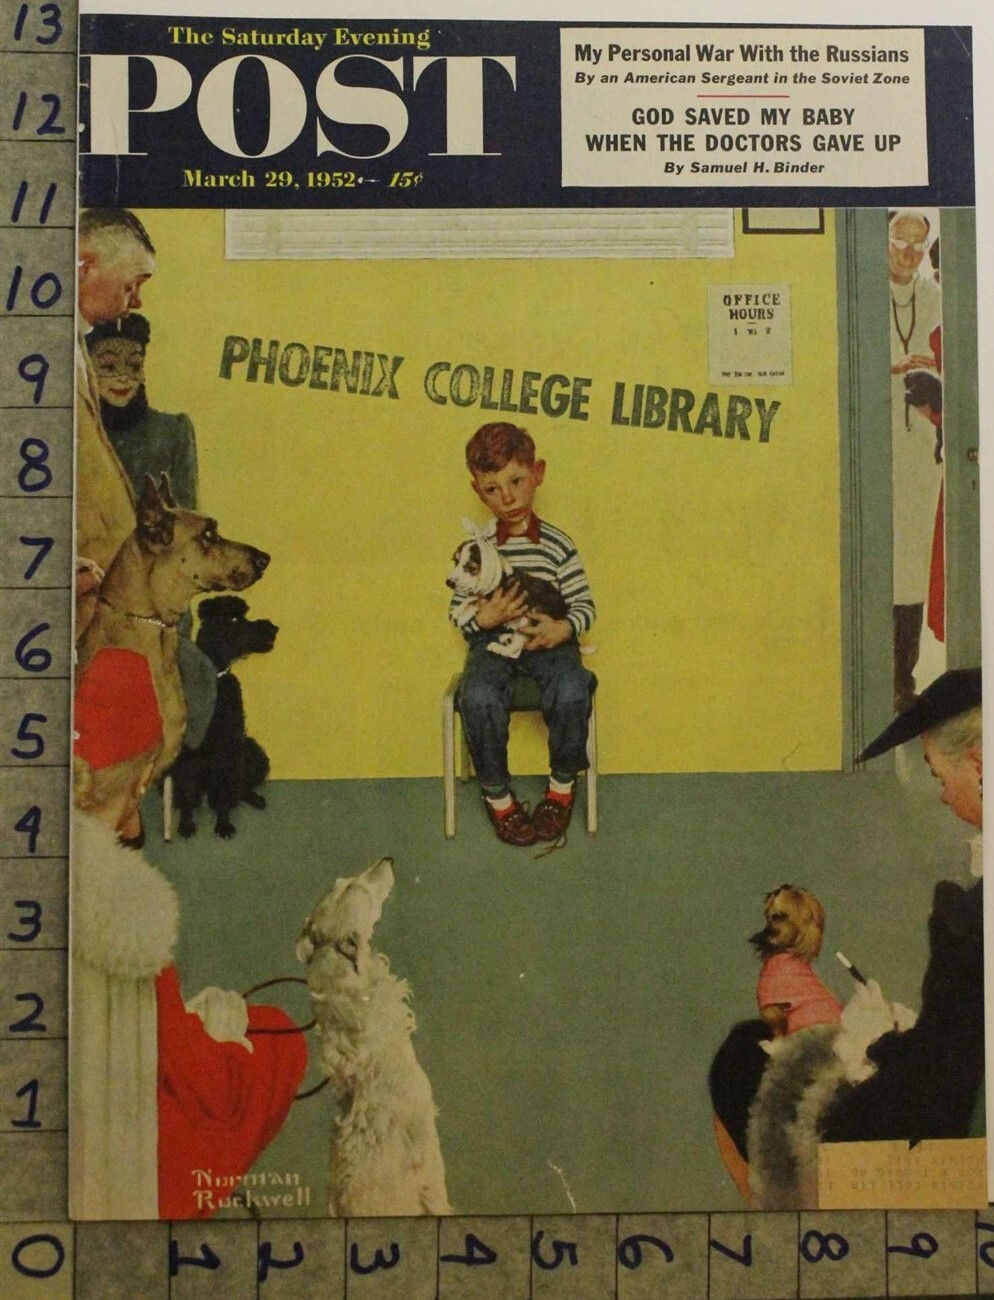 The Saturday Evening
POST
March 29, 1952 – 15¢
My Personal War With the Russians
By an American Sergeant in the Soviet Zone
GOD SAVED MY BABY
WHEN THE DOCTORS GAVE UP
By Samuel H. Binder
OFFICE
HOURS
PHOENIX COLLEGE LIBRARY
Norman
Rockwell
13
12
11
10
9
8
7
6
5
4
3
2
1
0
1
2
3
4
5
6
7
8
9
10